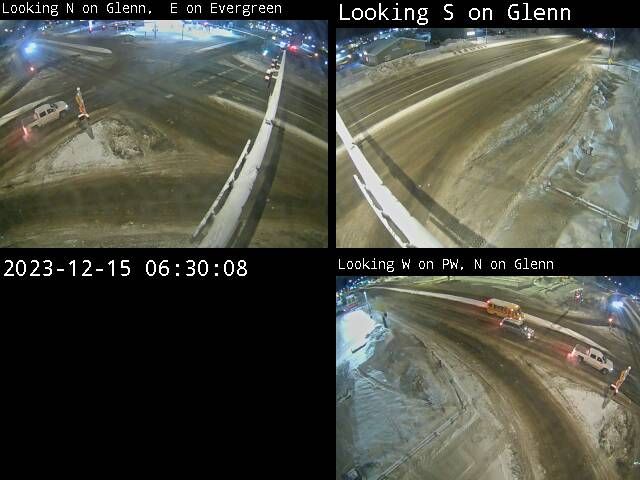 Looking N on Glenn,  E on Evergreen
Looking S on Glenn
2023-12-15 06:30:08
Looking W on PW, N on Glenn